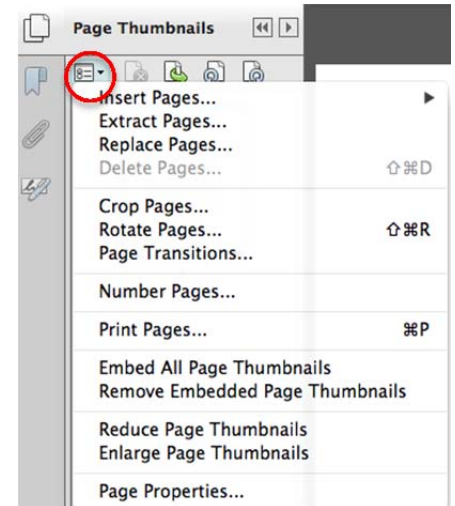 Page Thumbnails
Insert Pages...
Extract Pages...
Replace Pages...
Delete Pages... ⇧⌘D
Crop Pages...
Rotate Pages... ⇧⌘R
Page Transitions...
Number Pages...
Print Pages... ⌘P
Embed All Page Thumbnails
Remove Embedded Page Thumbnails
Reduce Page Thumbnails
Enlarge Page Thumbnails
Page Properties...